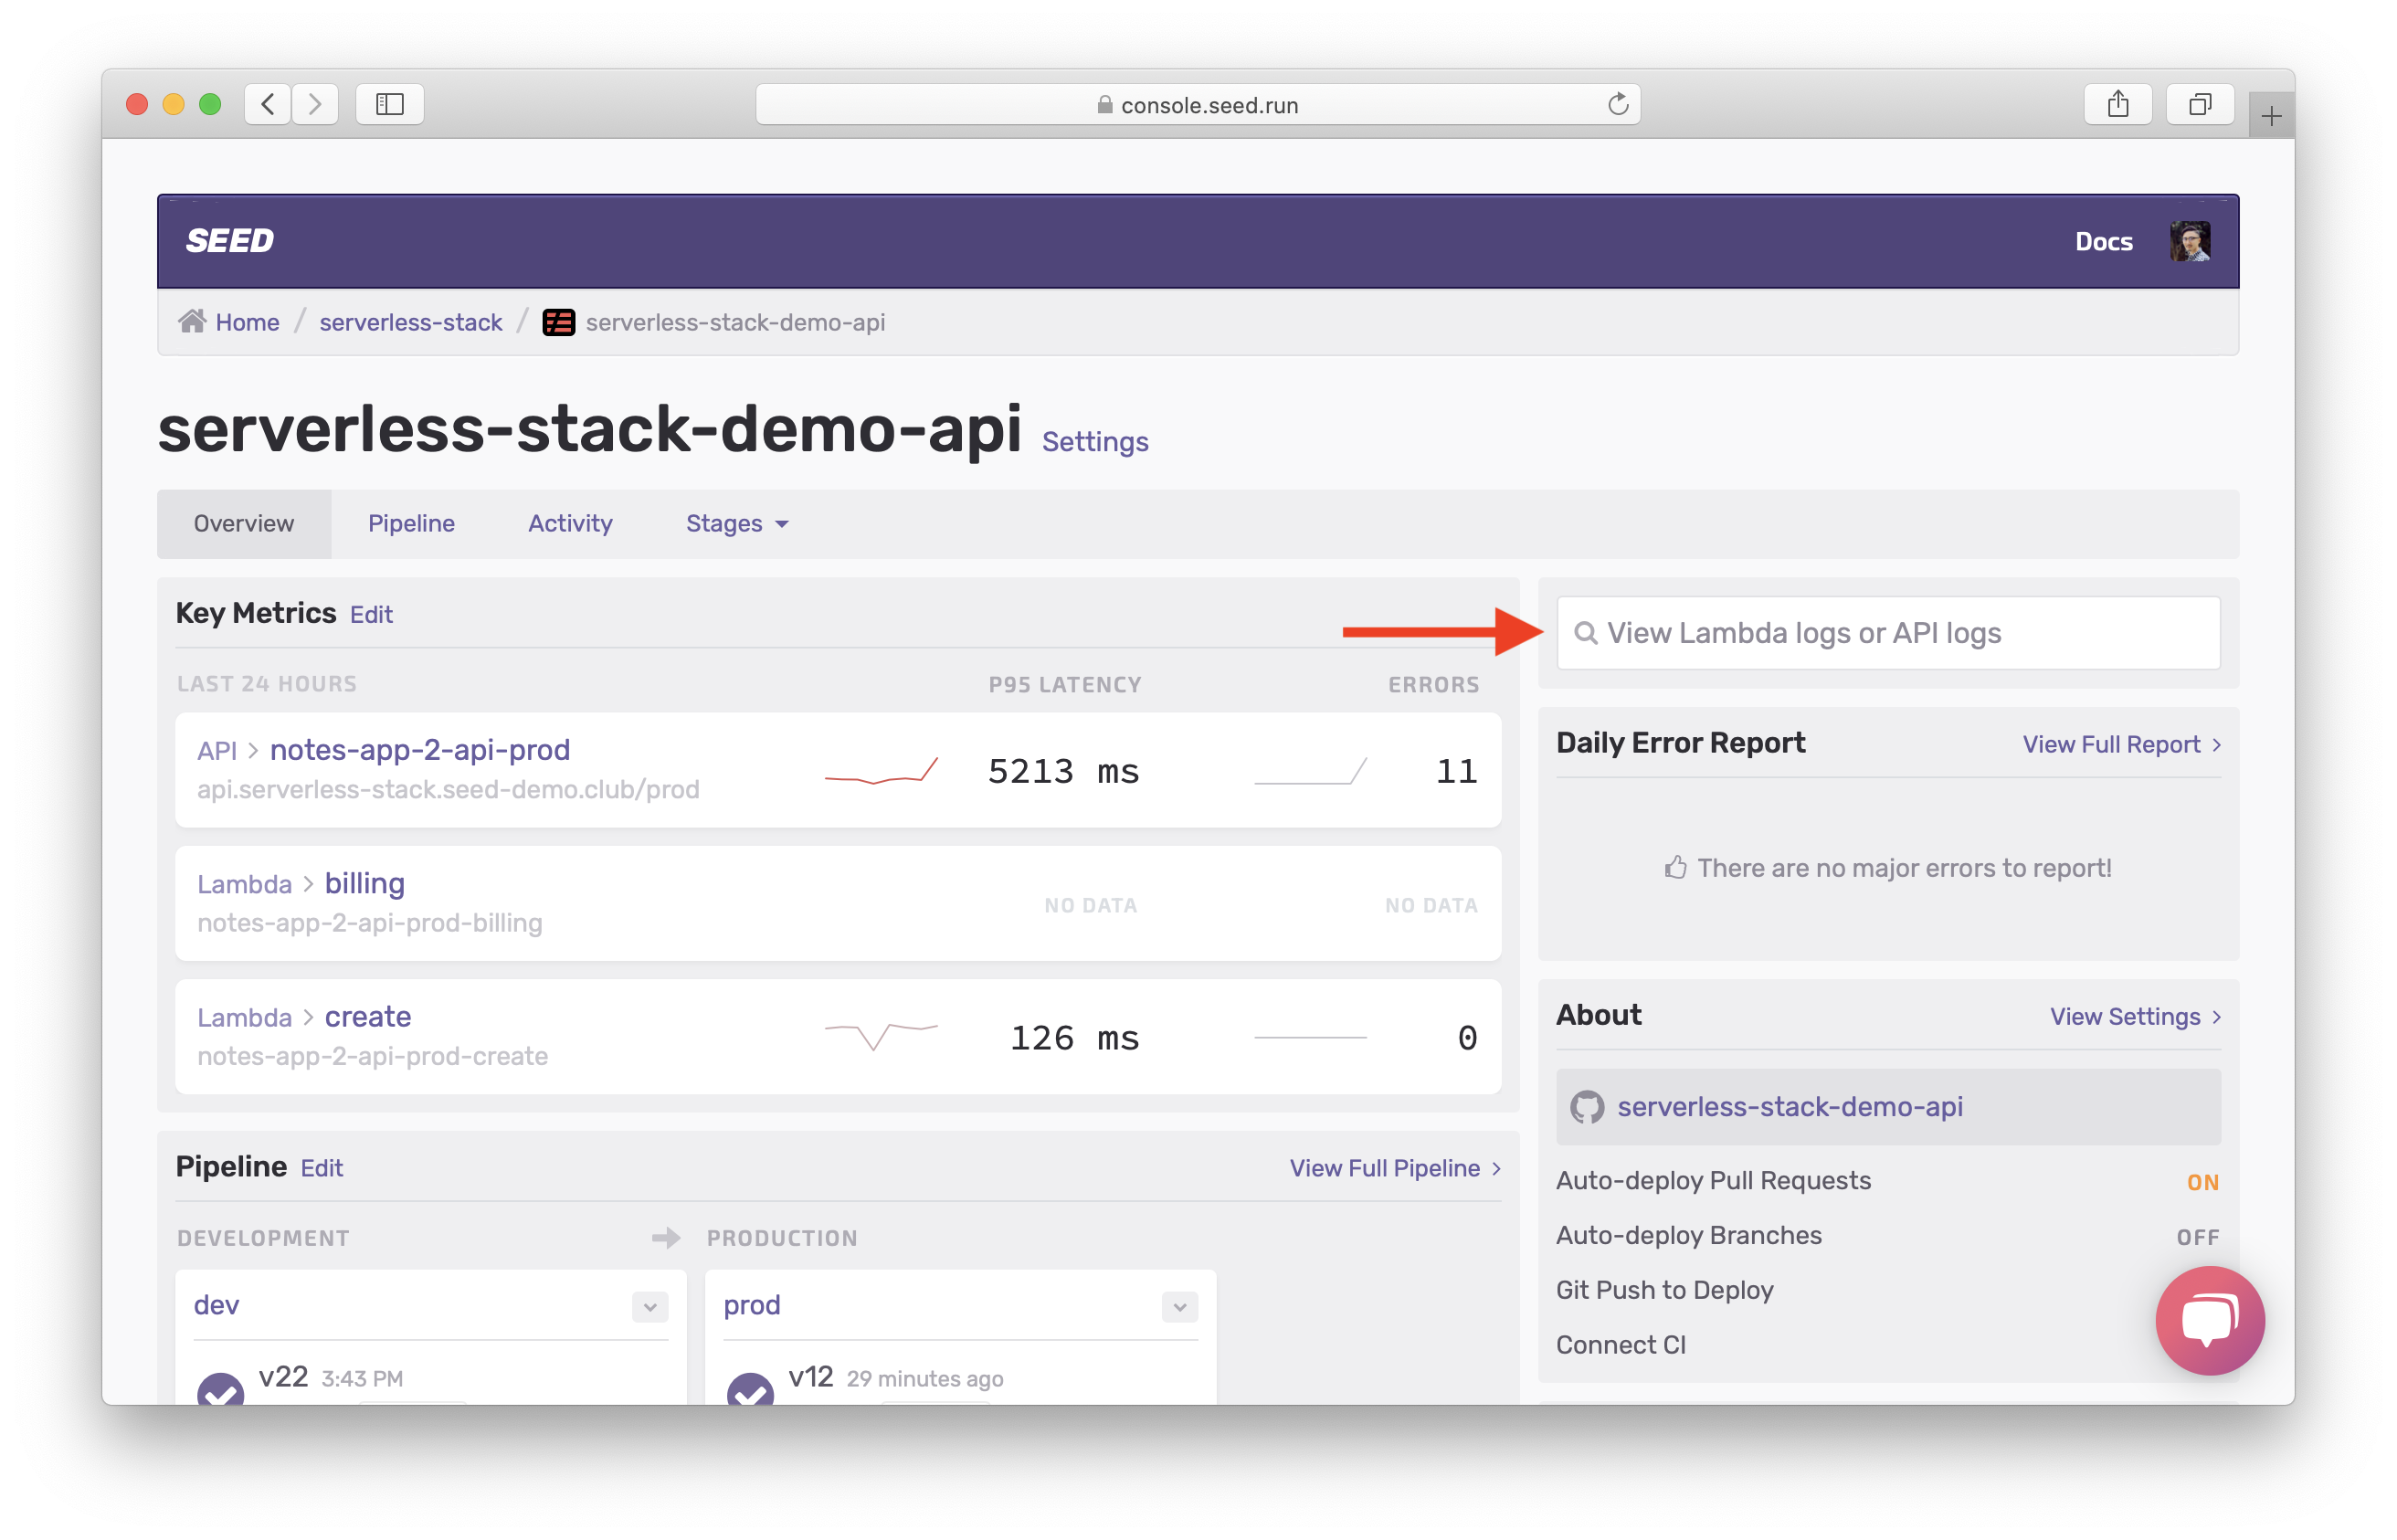 console.seed.run
SEED
Docs
Home / serverless-stack / serverless-stack-demo-api
serverless-stack-demo-api Settings
Overview Pipeline Activity Stages
Key Metrics Edit
LAST 24 HOURS P95 LATENCY ERRORS
API > notes-app-2-api-prod
api.serverless-stack.seed-demo.club/prod
5213 ms 11
Lambda > billing
notes-app-2-api-prod-billing
NO DATA NO DATA
Lambda > create
notes-app-2-api-prod-create
126 ms 0
Pipeline Edit
View Full Pipeline >
DEVELOPMENT PRODUCTION
dev
v22 3:43 PM
prod
v12 29 minutes ago
View Lambda logs or API logs
Daily Error Report View Full Report >
There are no major errors to report!
About View Settings >
serverless-stack-demo-api
Auto-deploy Pull Requests ON
Auto-deploy Branches OFF
Git Push to Deploy
Connect CI